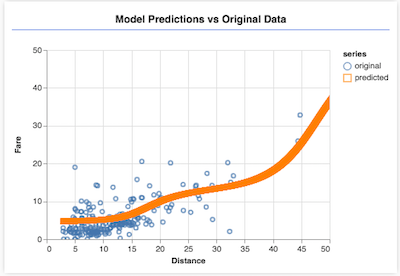 Model Predictions vs Original Data
50
40
30
20
10
0
Fare
0 5 10 15 20 25 30 35 40 45 50
Distance
series
original
predicted